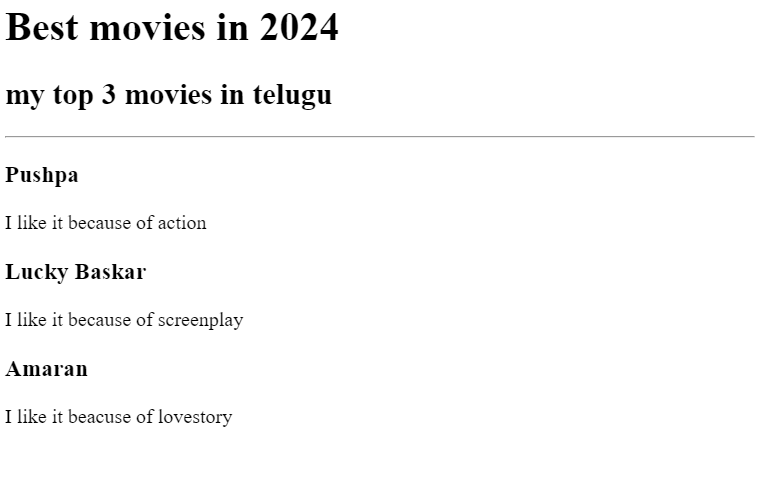 Best movies in 2024
my top 3 movies in telugu
Pushpa
I like it because of action
Lucky Baskar
I like it because of screenplay
Amaran
I like it beacuse of lovestory